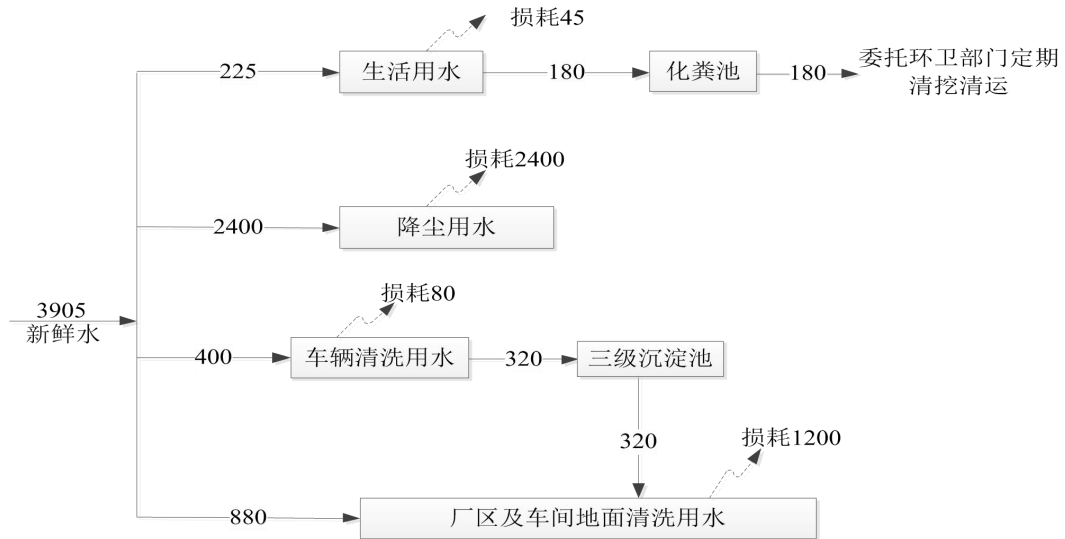 损耗45
225
生活用水
180
化粪池
180
委托环卫部门定期
清挖清运
损耗2400
2400
降尘用水
3905
新鲜水
损耗80
400
车辆清洗用水
320
三级沉淀池
320
损耗1200
880
厂区及车间地面清洗用水